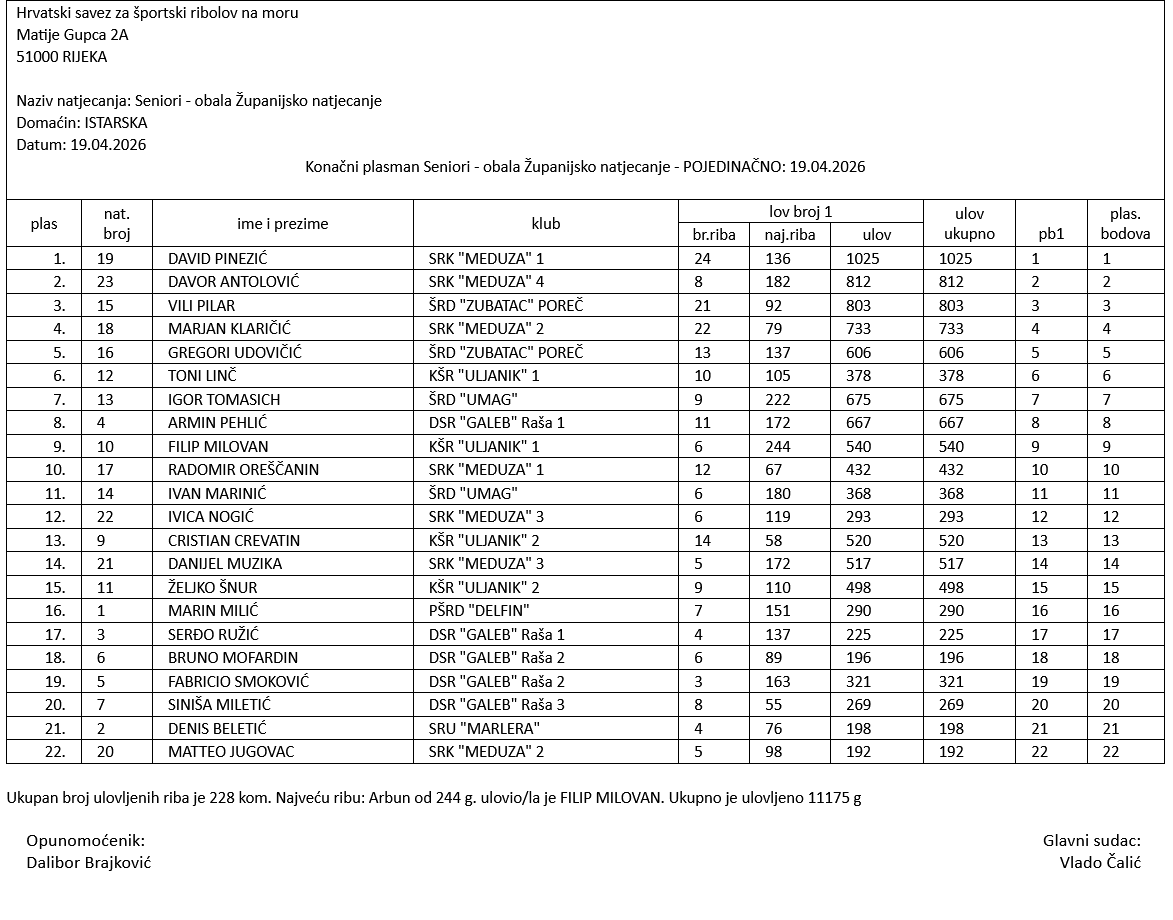 Hrvatski savez za športski ribolov na moru
Matije Gupca 2A
51000 RIJEKA
Naziv natjecanja: Seniori - obala Županijsko natjecanje
Domaćin: ISTARSKA
Datum: 19.04.2026
Konačni plasman Seniori - obala Županijsko natjecanje - POJEDINAČNO: 19.04.2026
plas nat. broj ime i prezime klub lov broj 1 ulov ukupno pb1 plas. bodova
br.riba naj.riba ulov
1. 19 DAVID PINEZIĆ SRK "MEDUZA" 1 24 136 1025 1025 1 1
2. 23 DAVOR ANTOLOVIĆ SRK "MEDUZA" 4 8 182 812 812 2 2
3. 15 VILI PILAR ŠRD "ZUBATAC" POREČ 21 92 803 803 3 3
4. 18 MARJAN KLARIČIĆ SRK "MEDUZA" 2 22 79 733 733 4 4
5. 16 GREGORI UDOVIČIĆ ŠRD "ZUBATAC" POREČ 13 137 606 606 5 5
6. 12 TONI LINČ KŠR "ULJANIK" 1 10 105 378 378 6 6
7. 13 IGOR TOMASICH ŠRD "UMAG" 9 222 675 675 7 7
8. 4 ARMIN PEHLIĆ DSR "GALEB" Raša 1 11 172 667 667 8 8
9. 10 FILIP MILOVAN KŠR "ULJANIK" 1 6 244 540 540 9 9
10. 17 RADOMIR OREŠČANIN SRK "MEDUZA" 1 12 67 432 432 10 10
11. 14 IVAN MARINIĆ ŠRD "UMAG" 6 180 368 368 11 11
12. 22 IVICA NOGIĆ SRK "MEDUZA" 3 6 119 293 293 12 12
13. 9 CRISTIAN CREVATIN KŠR "ULJANIK" 2 14 58 520 520 13 13
14. 21 DANIJEL MUZIKA SRK "MEDUZA" 3 5 172 517 517 14 14
15. 11 ŽELJKO ŠNUR KŠR "ULJANIK" 2 9 110 498 498 15 15
16. 1 MARIN MILIĆ PŠRD "DELFIN" 7 151 290 290 16 16
17. 3 SERĐO RUŽIĆ DSR "GALEB" Raša 1 4 137 225 225 17 17
18. 6 BRUNO MOFARDIN DSR "GALEB" Raša 2 6 89 196 196 18 18
19. 5 FABRICIO SMOKOVIĆ DSR "GALEB" Raša 2 3 163 321 321 19 19
20. 7 SINIŠA MILETIĆ DSR "GALEB" Raša 3 8 55 269 269 20 20
21. 2 DENIS BELETIĆ SRU "MARLERA" 4 76 198 198 21 21
22. 20 MATTEO JUGOVAC SRK "MEDUZA" 2 5 98 192 192 22 22
Ukupan broj ulovljenih riba je 228 kom. Najveću ribu: Arbun od 244 g. ulovio/la je FILIP MILOVAN. Ukupno je ulovljeno 11175 g
Opunomoćenik: Glavni sudac:
Dalibor Brajković Vlado Čalić